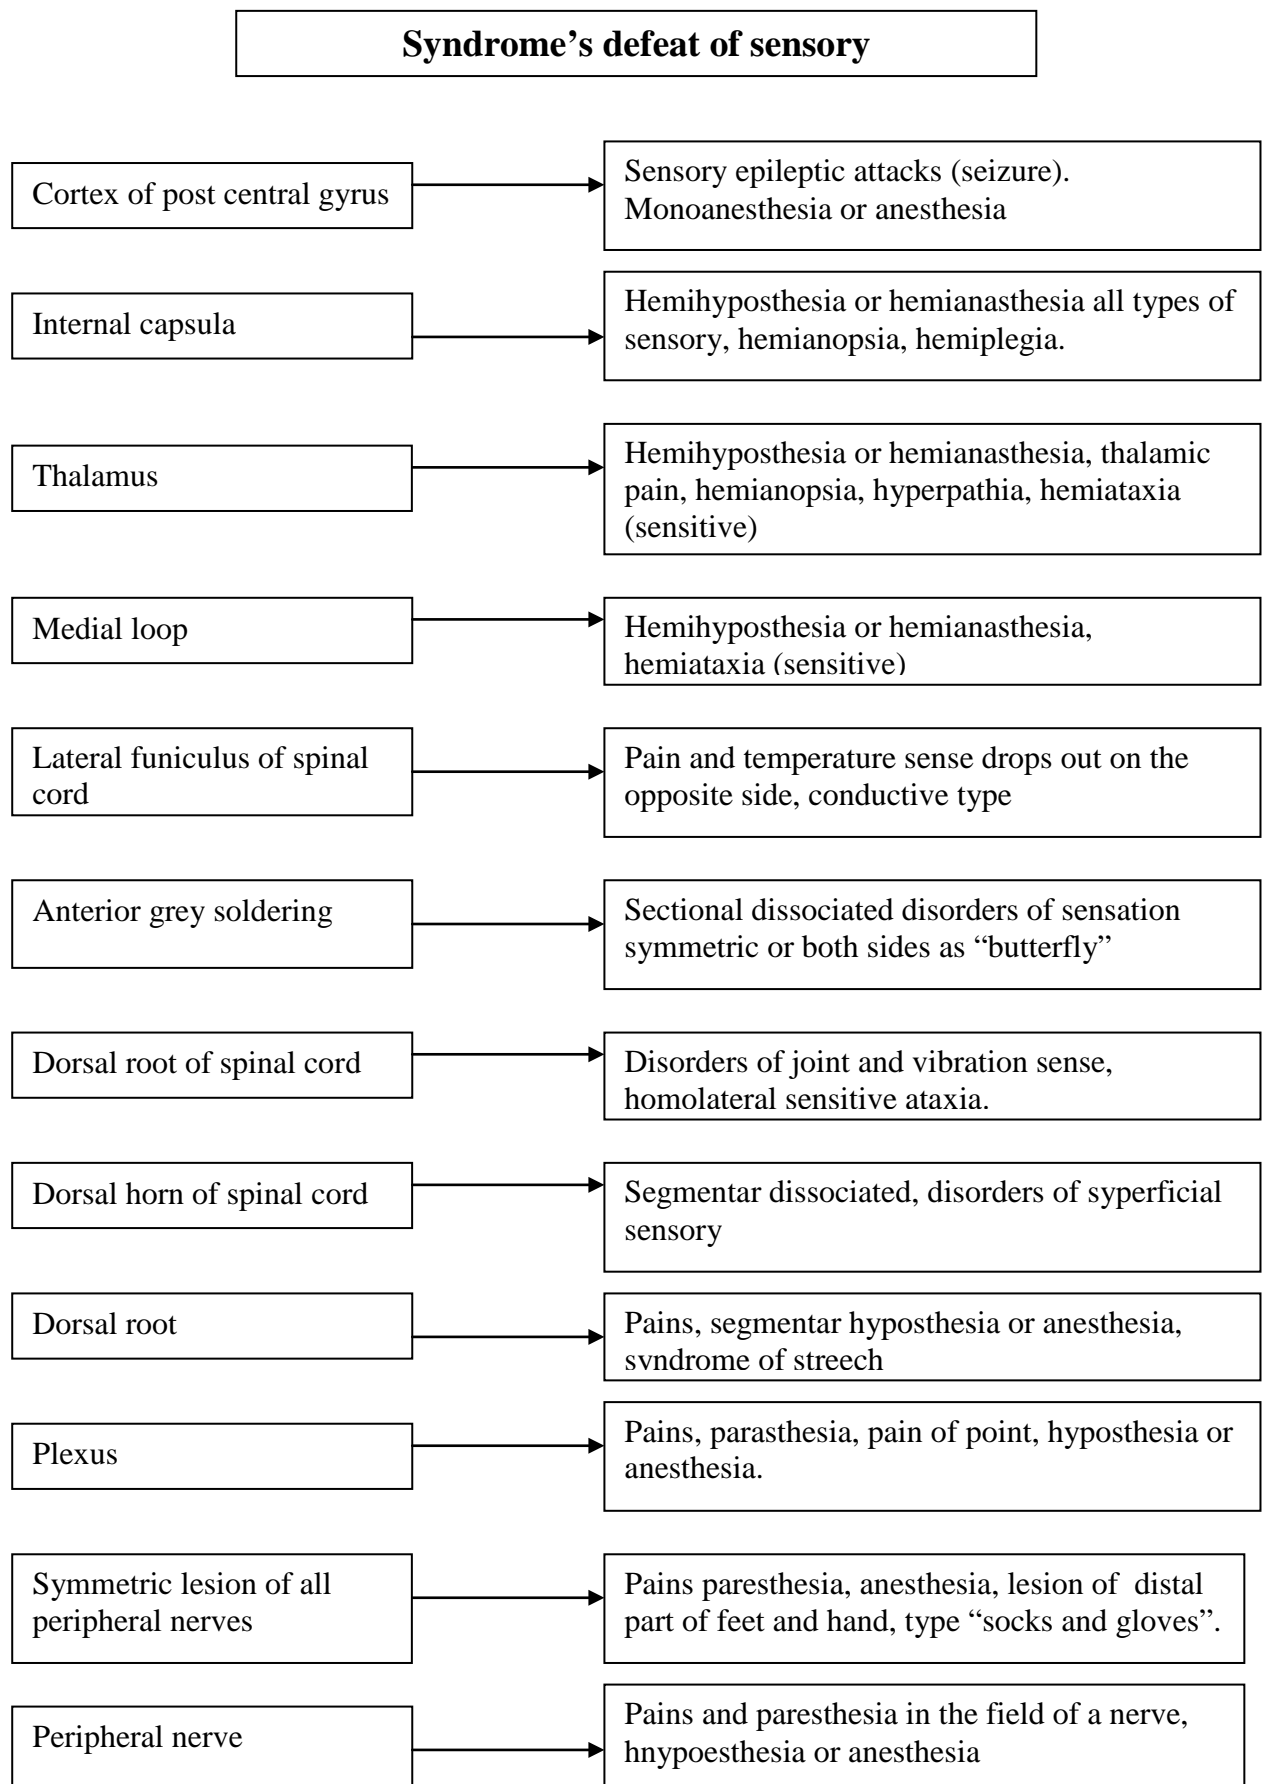 Syndrome’s defeat of sensory
Cortex of post central gyrus
Sensory epileptic attacks (seizure).
Monoanesthesia or anesthesia
Internal capsula
Hemihyposthesia or hemianasthesia all types of
sensory, hemianopsia, hemiplegia.
Thalamus
Hemihyposthesia or hemianasthesia, thalamic
pain, hemianopsia, hyperpathia, hemiataxia
(sensitive)
Medial loop
Hemihyposthesia or hemianasthesia,
hemiataxia (sensitive)
Lateral funiculus of spinal
cord
Pain and temperature sense drops out on the
opposite side, conductive type
Anterior grey soldering
Sectional dissociated disorders of sensation
symmetric or both sides as “butterfly”
Dorsal root of spinal cord
Disorders of joint and vibration sense,
homolateral sensitive ataxia.
Dorsal horn of spinal cord
Segmentar dissociated, disorders of syperficial
sensory
Dorsal root
Pains, segmentar hyposthesia or anesthesia,
syndrome of streech
Plexus
Pains, parasthesia, pain of point, hyposthesia or
anesthesia.
Symmetric lesion of all
peripheral nerves
Pains paresthesia, anesthesia, lesion of distal
part of feet and hand, type “socks and gloves”.
Peripheral nerve
Pains and paresthesia in the field of a nerve,
hnypoesthesia or anesthesia